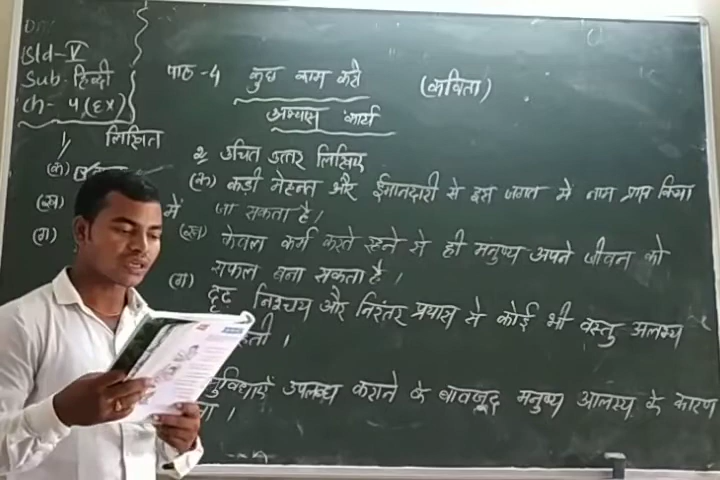 Std-V
Sub-हिन्दी
Ch-4 (Ex)
पाठ-4 कुछ काम करो (कविता)
अभ्यास कार्य
लिखित
(क)
(ख) में
(ग)
2. उचित उत्तर लिखिए
(क) कड़ी मेहनत और ईमानदारी से इस जगत में नाम प्राप्त किया
जा सकता है।
(ख) केवल कर्म करते रहने से ही मनुष्य अपने जीवन को
सफल बना सकता है।
(ग) दृढ़ निश्चय और निरंतर प्रयास से कोई भी वस्तु अलभ्य
उपलब्ध कराने के बावजूद मनुष्य आलस्य के कारण